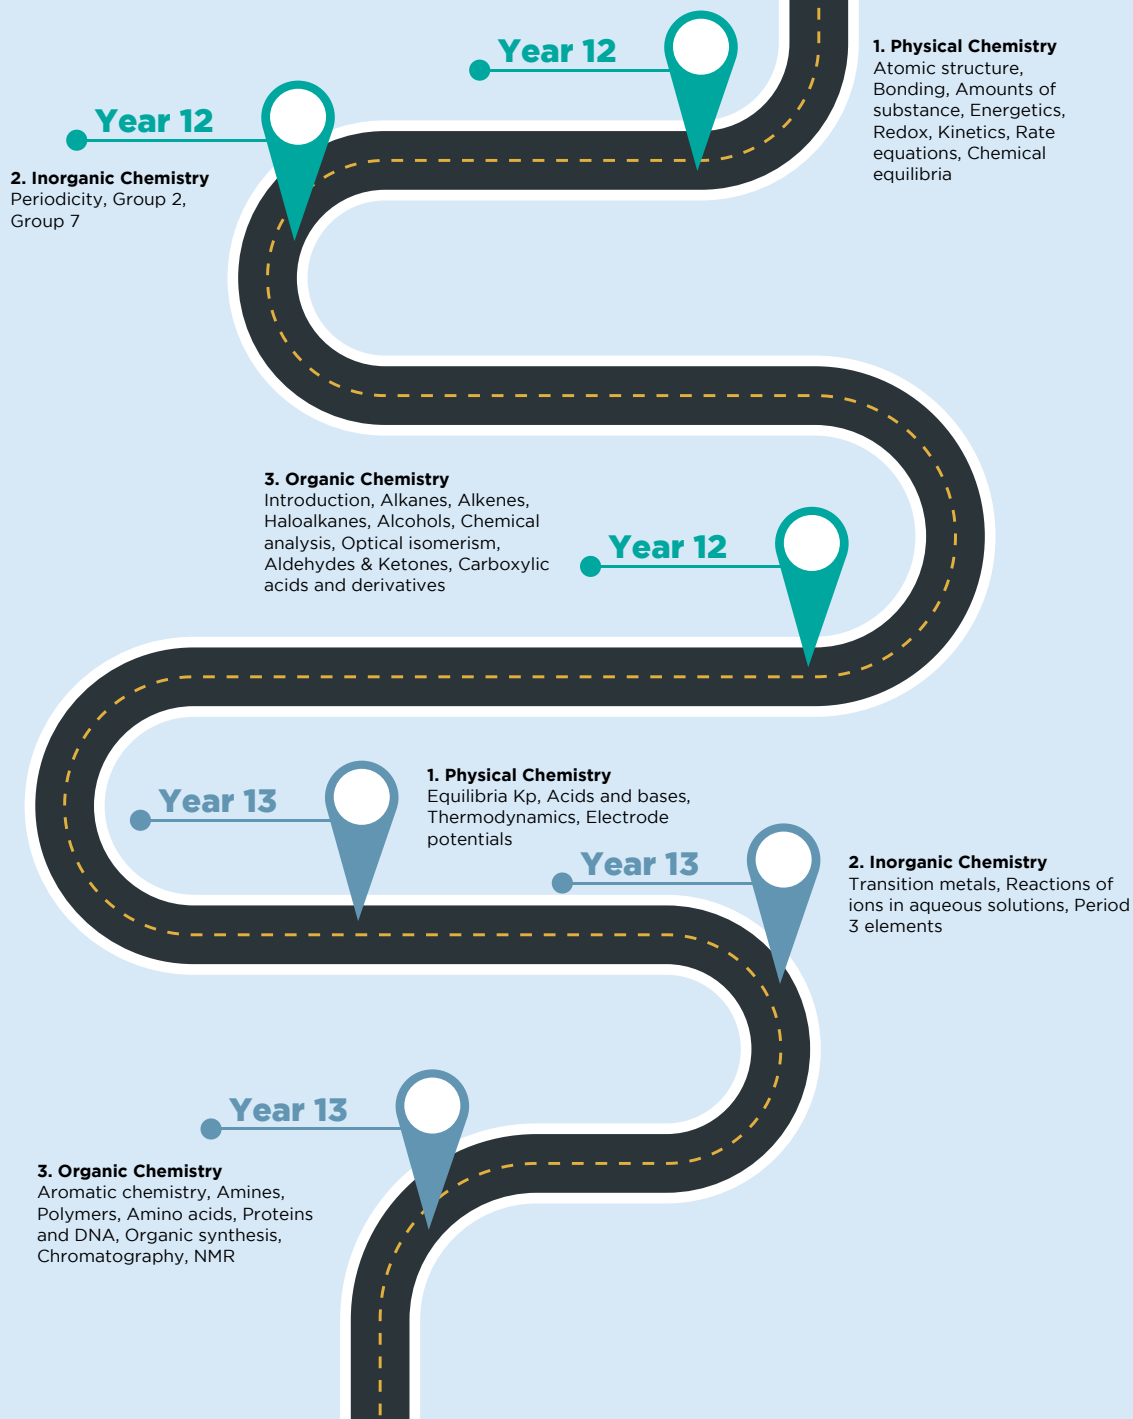 Year 12
1. Physical Chemistry
Atomic structure,
Bonding, Amounts of
substance, Energetics,
Redox, Kinetics, Rate
equations, Chemical
equilibria
Year 12
2. Inorganic Chemistry
Periodicity, Group 2,
Group 7
3. Organic Chemistry
Introduction, Alkanes, Alkenes,
Haloalkanes, Alcohols, Chemical
analysis, Optical isomerism,
Aldehydes & Ketones, Carboxylic
acids and derivatives
Year 12
Year 13
1. Physical Chemistry
Equilibria Kp, Acids and bases,
Thermodynamics, Electrode
potentials
Year 13
2. Inorganic Chemistry
Transition metals, Reactions of
ions in aqueous solutions, Period
3 elements
Year 13
3. Organic Chemistry
Aromatic chemistry, Amines,
Polymers, Amino acids, Proteins
and DNA, Organic synthesis,
Chromatography, NMR